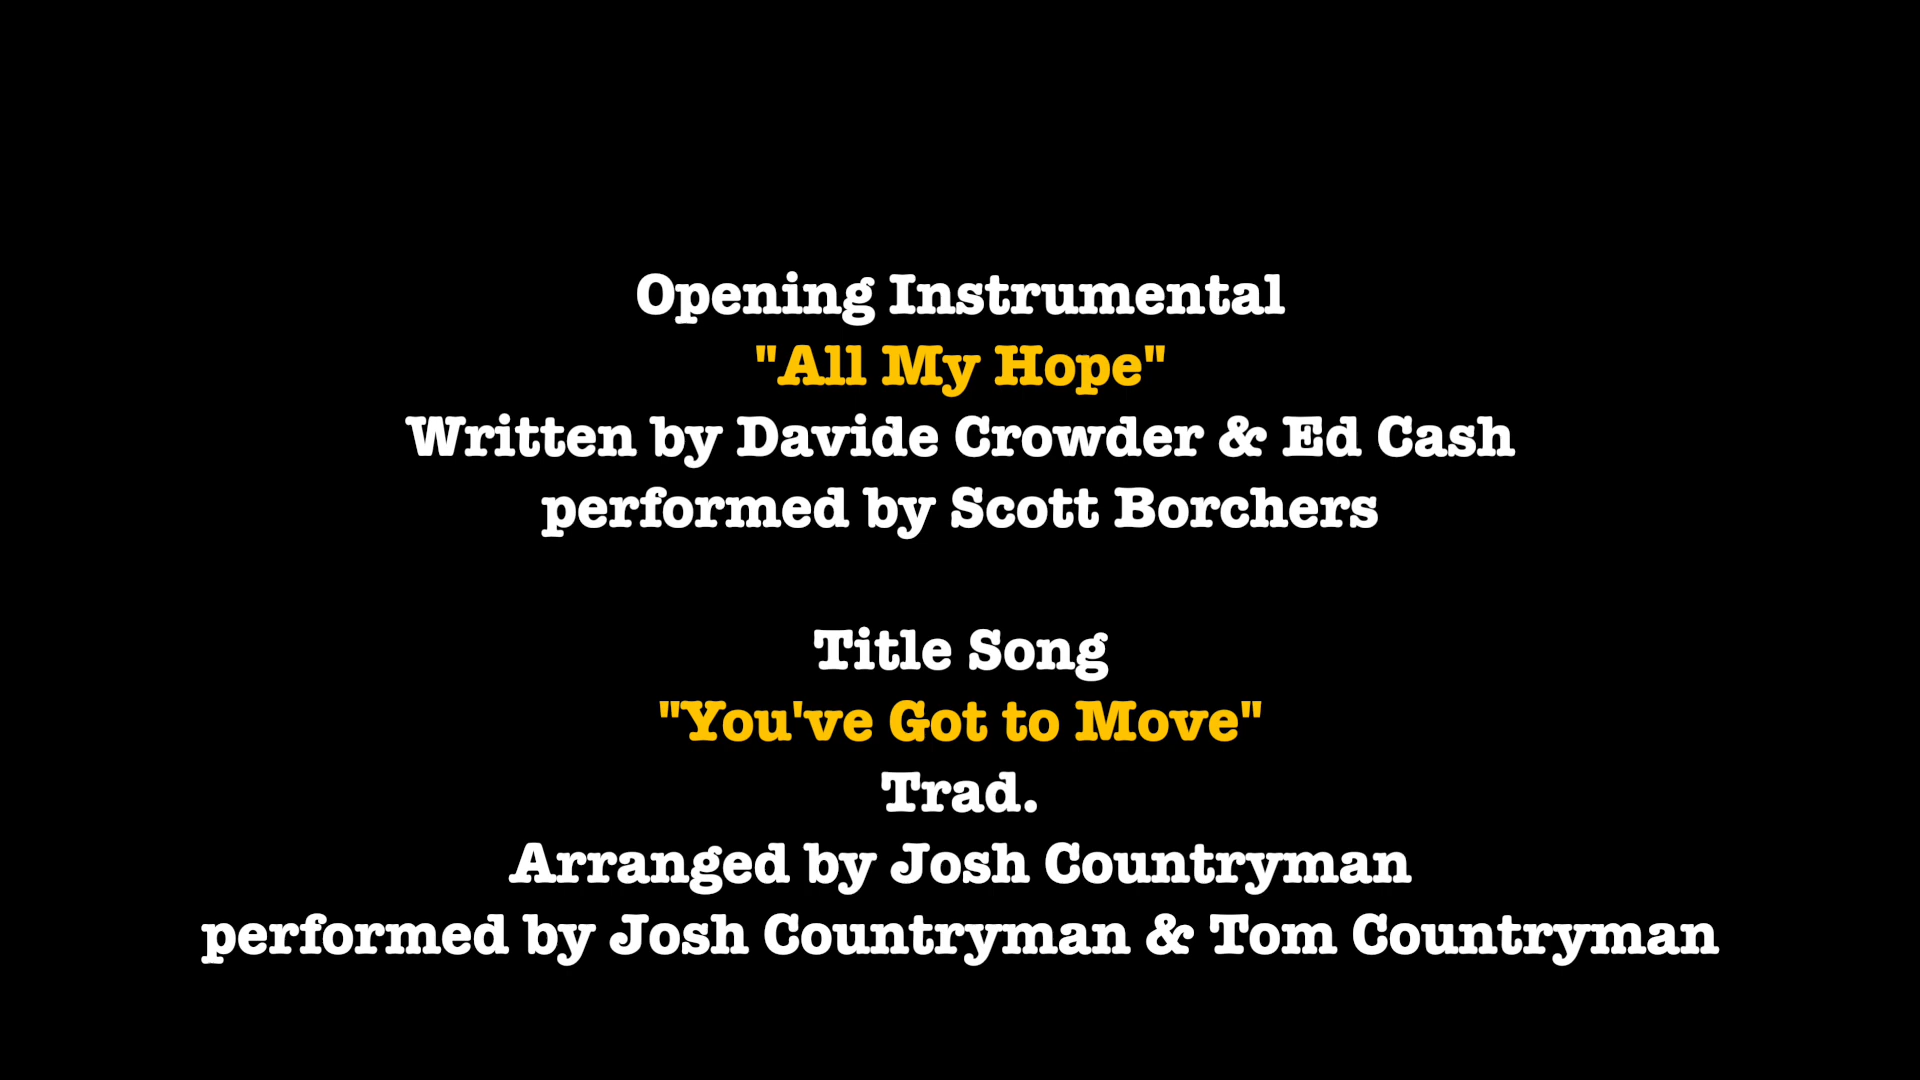 Opening Instrumental
"All My Hope"
Written by Davide Crowder & Ed Cash
performed by Scott Borchers
Title Song
"You've Got to Move"
Trad.
Arranged by Josh Countryman
performed by Josh Countryman & Tom Countryman